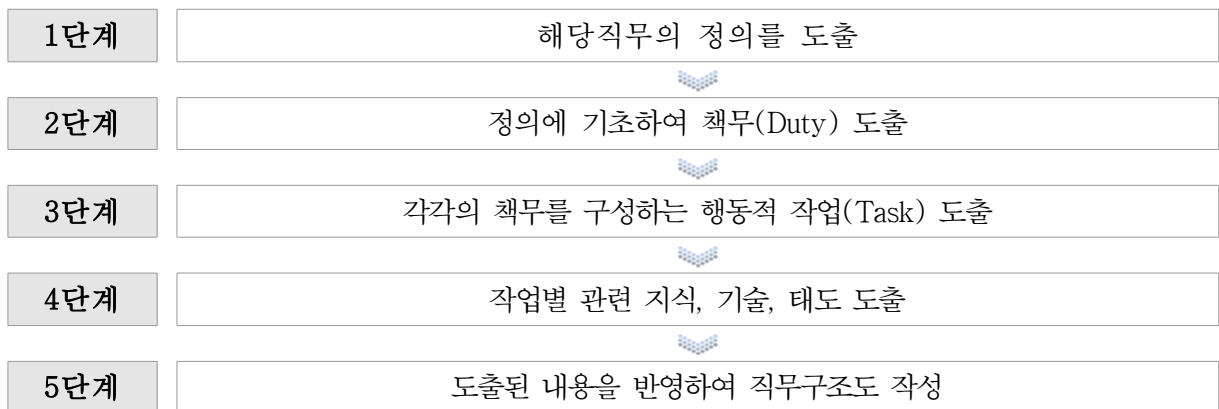 1단계 해당직무의 정의를 도출
2단계 정의에 기초하여 책무(Duty) 도출
3단계 각각의 책무를 구성하는 행동적 작업(Task) 도출
4단계 작업별 관련 지식, 기술, 태도 도출
5단계 도출된 내용을 반영하여 직무구조도 작성